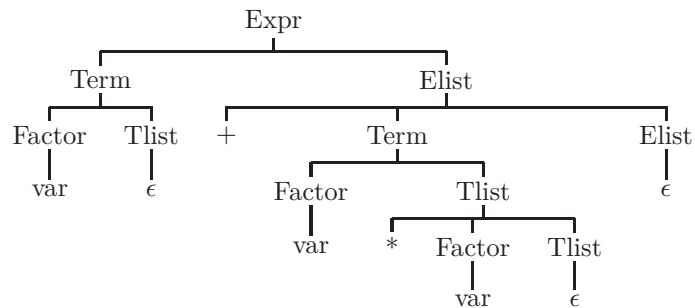 Expr
Term Elist
Factor Tlist + Term Elist
var ϵ Factor Tlist ϵ
var * Factor Tlist
var ϵ